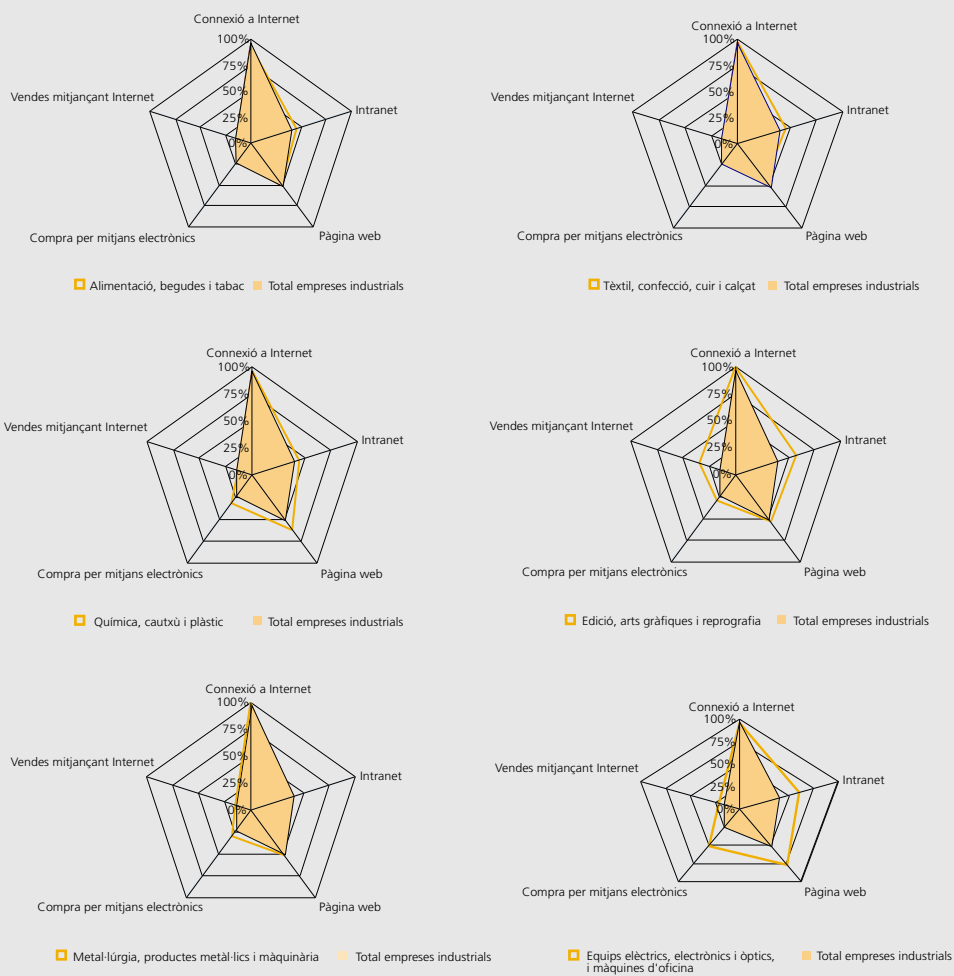 Connexió a Internet
100%
75%
50%
25%
0%
Vendes mitjançant Internet
Intranet
Compra per mitjans electrònics
Pàgina web
Alimentació, begudes i tabac
Total empreses industrials
Connexió a Internet
100%
75%
50%
25%
0%
Vendes mitjançant Internet
Intranet
Compra per mitjans electrònics
Pàgina web
Tèxtil, confecció, cuir i calçat
Total empreses industrials
Connexió a Internet
100%
75%
50%
25%
0%
Vendes mitjançant Internet
Intranet
Compra per mitjans electrònics
Pàgina web
Química, cautxù i plàstic
Total empreses industrials
Connexió a Internet
100%
75%
50%
25%
0%
Vendes mitjançant Internet
Intranet
Compra per mitjans electrònics
Pàgina web
Edició, arts gràfiques i reprografia
Total empreses industrials
Connexió a Internet
100%
75%
50%
25%
0%
Vendes mitjançant Internet
Intranet
Compra per mitjans electrònics
Pàgina web
Metal·lúrgia, productes metàl·lics i màquinària
Total empreses industrials
Connexió a Internet
100%
75%
50%
25%
0%
Vendes mitjançant Internet
Intranet
Compra per mitjans electrònics
Pàgina web
Equips elèctrics, electrònics i òptics,
i màquines d'oficina
Total empreses industrials